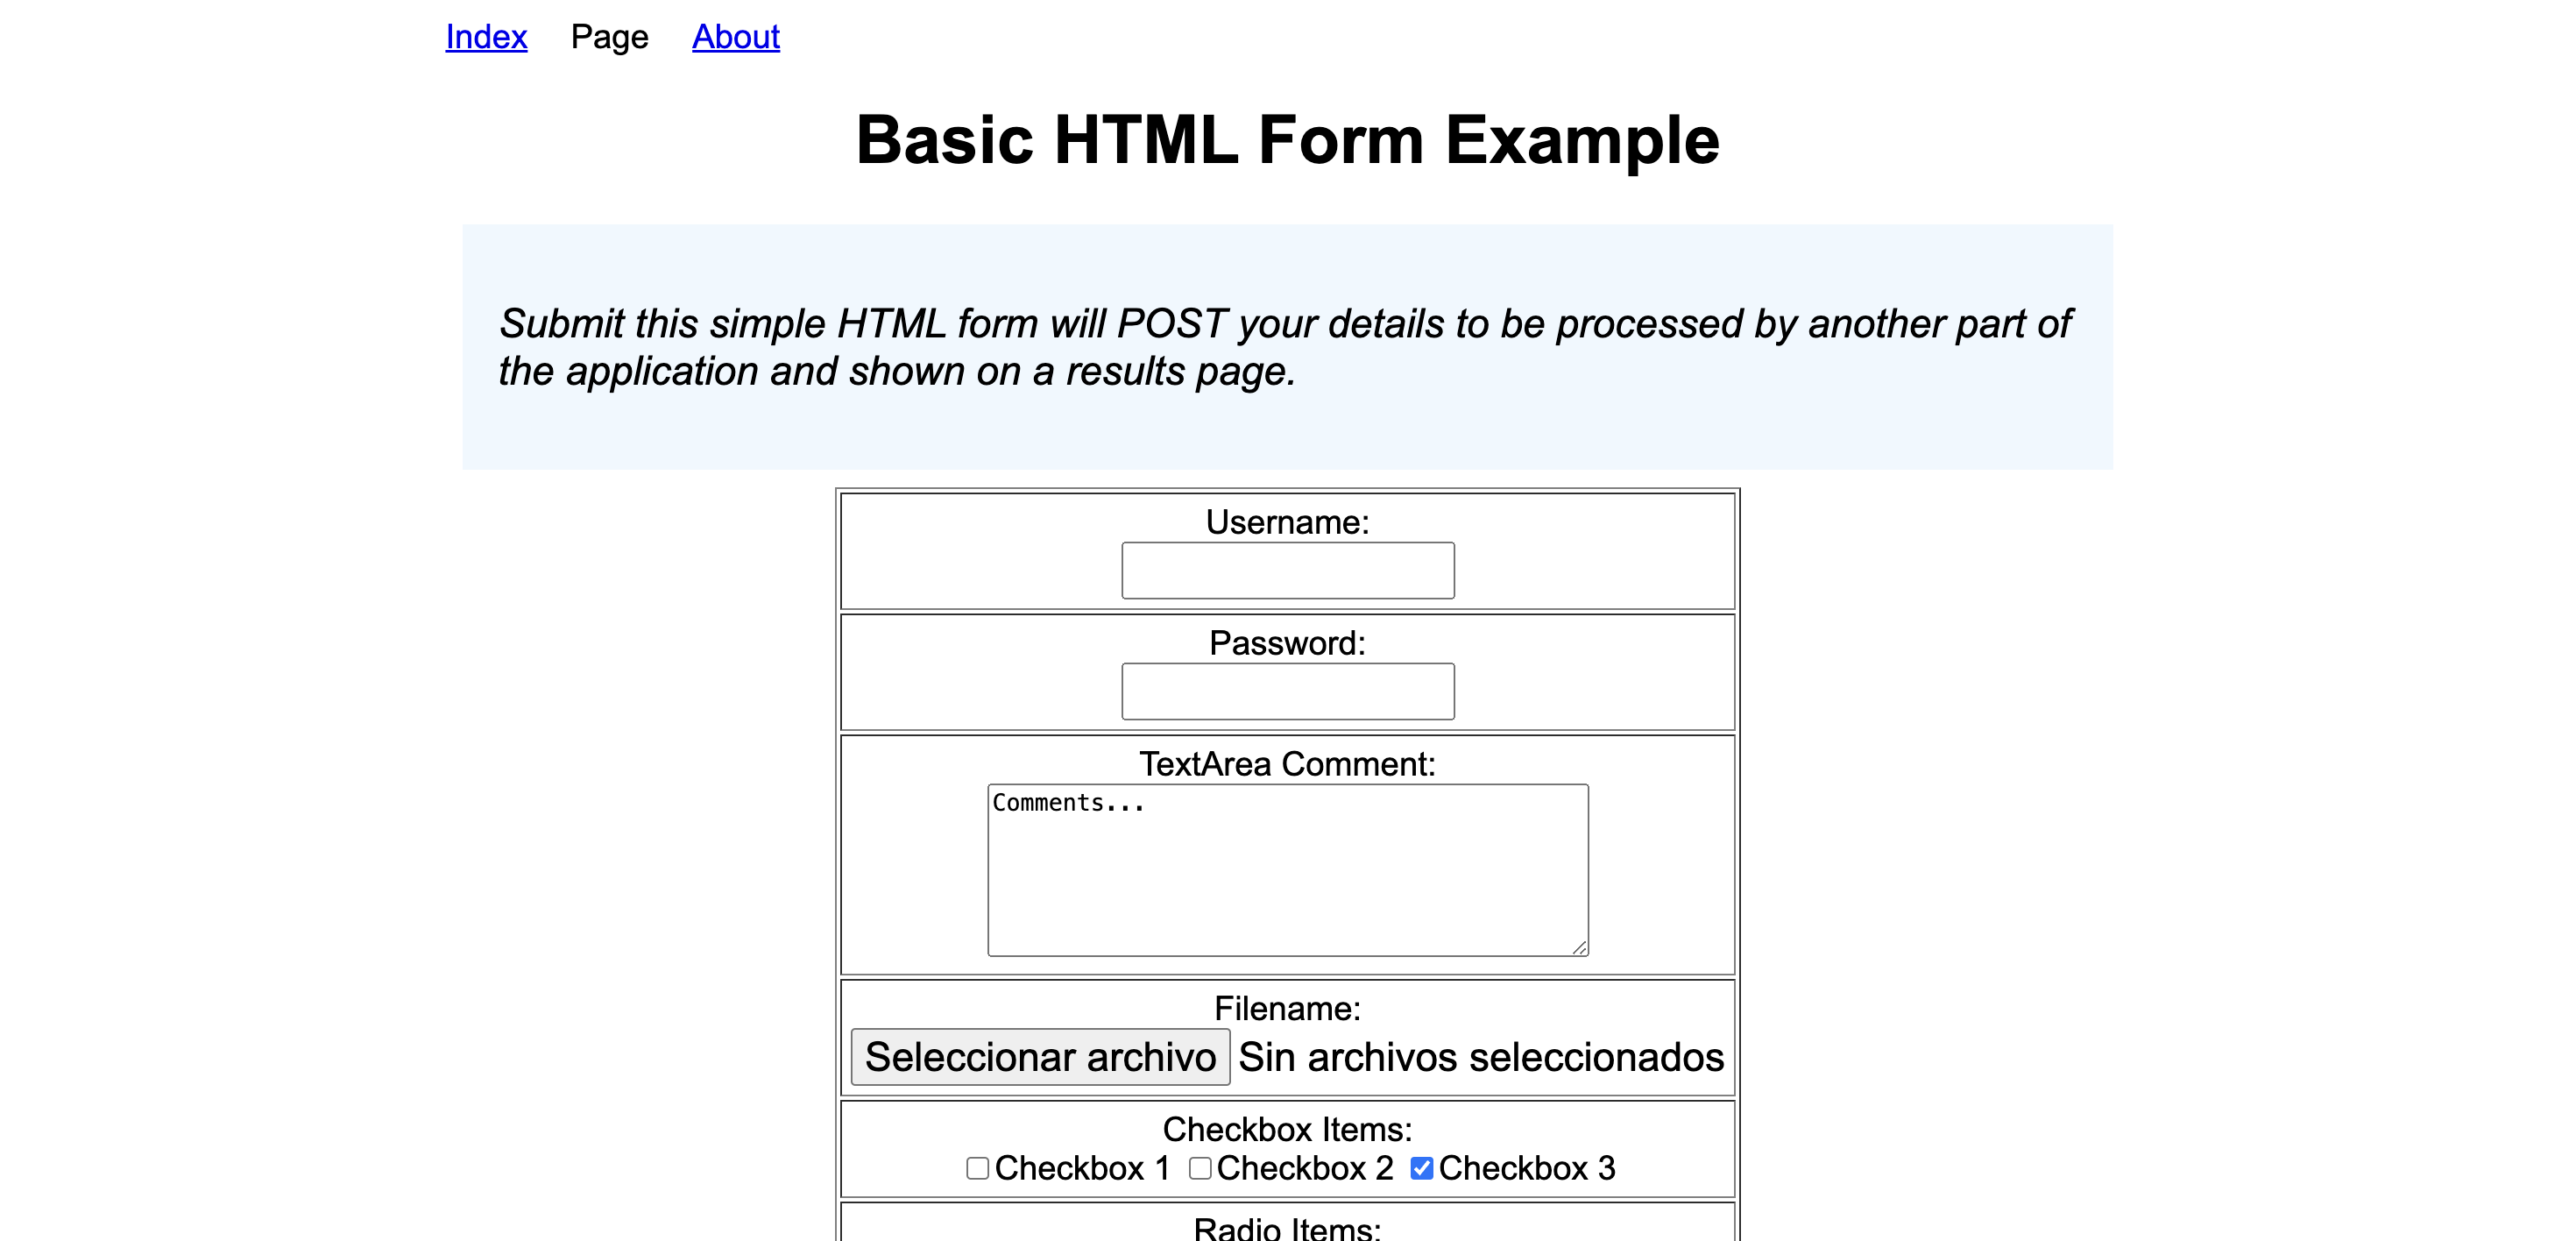 Index Page About
Basic HTML Form Example
Submit this simple HTML form will POST your details to be processed by another part of
the application and shown on a results page.
Username:
Password:
TextArea Comment:
Comments...
Filename:
Seleccionar archivo Sin archivos seleccionados
Checkbox Items:
Checkbox 1 Checkbox 2 Checkbox 3
Radio Items: